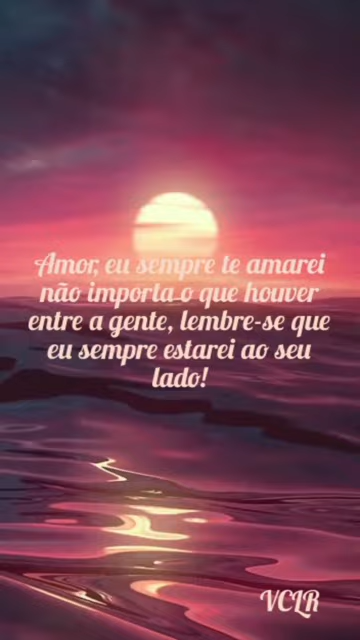 Amor, eu sempre te amarei
não importa o que houver
entre a gente, lembre-se que
eu sempre estarei ao seu
lado!
VCLR